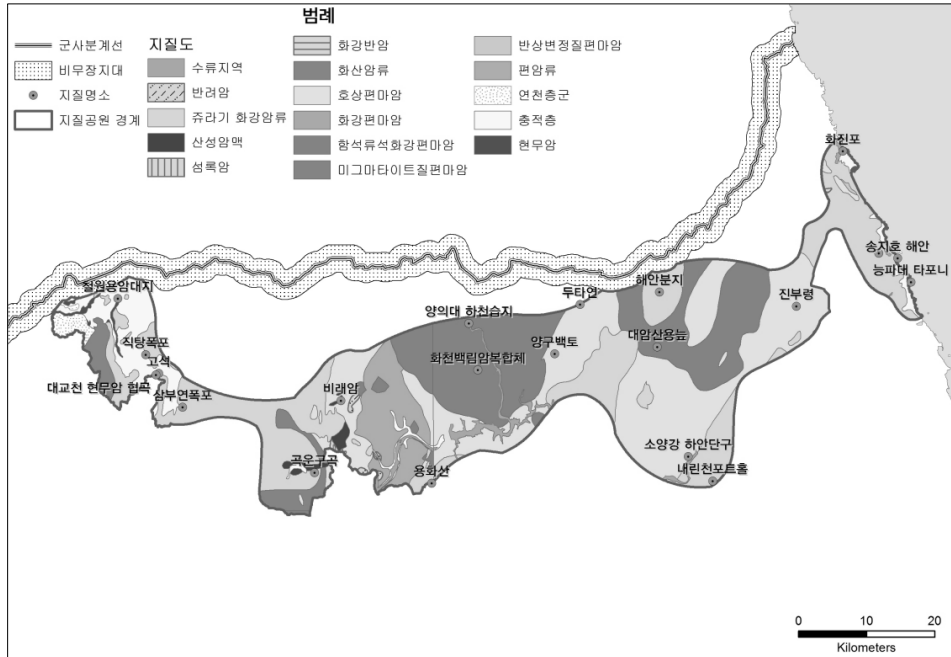 범례
군사분계선
비무장지대
지질명소
지질공원 경계
지질도
수류지역
반려암
쥬라기 화강암류
산성암맥
섬록암
화강반암
화산암류
호상편마암
화강편마암
함석류석화강편마암
미그마타이트질편마암
반상변정질편마암
편암류
연천층군
충적층
현무암
화진포
송지호 해안
능파대 타포니
철원용암대지
두타연
해안분지
진부령
양의대 하천습지
직탕폭포
고석
양구백토
대암산용늪
화천백립암복합체
대교천 현무암 협곡
삼부연폭포
비래암
곡운구곡
용화산
소양강 하안단구
내린천포트홀
0 10 20
Kilometers